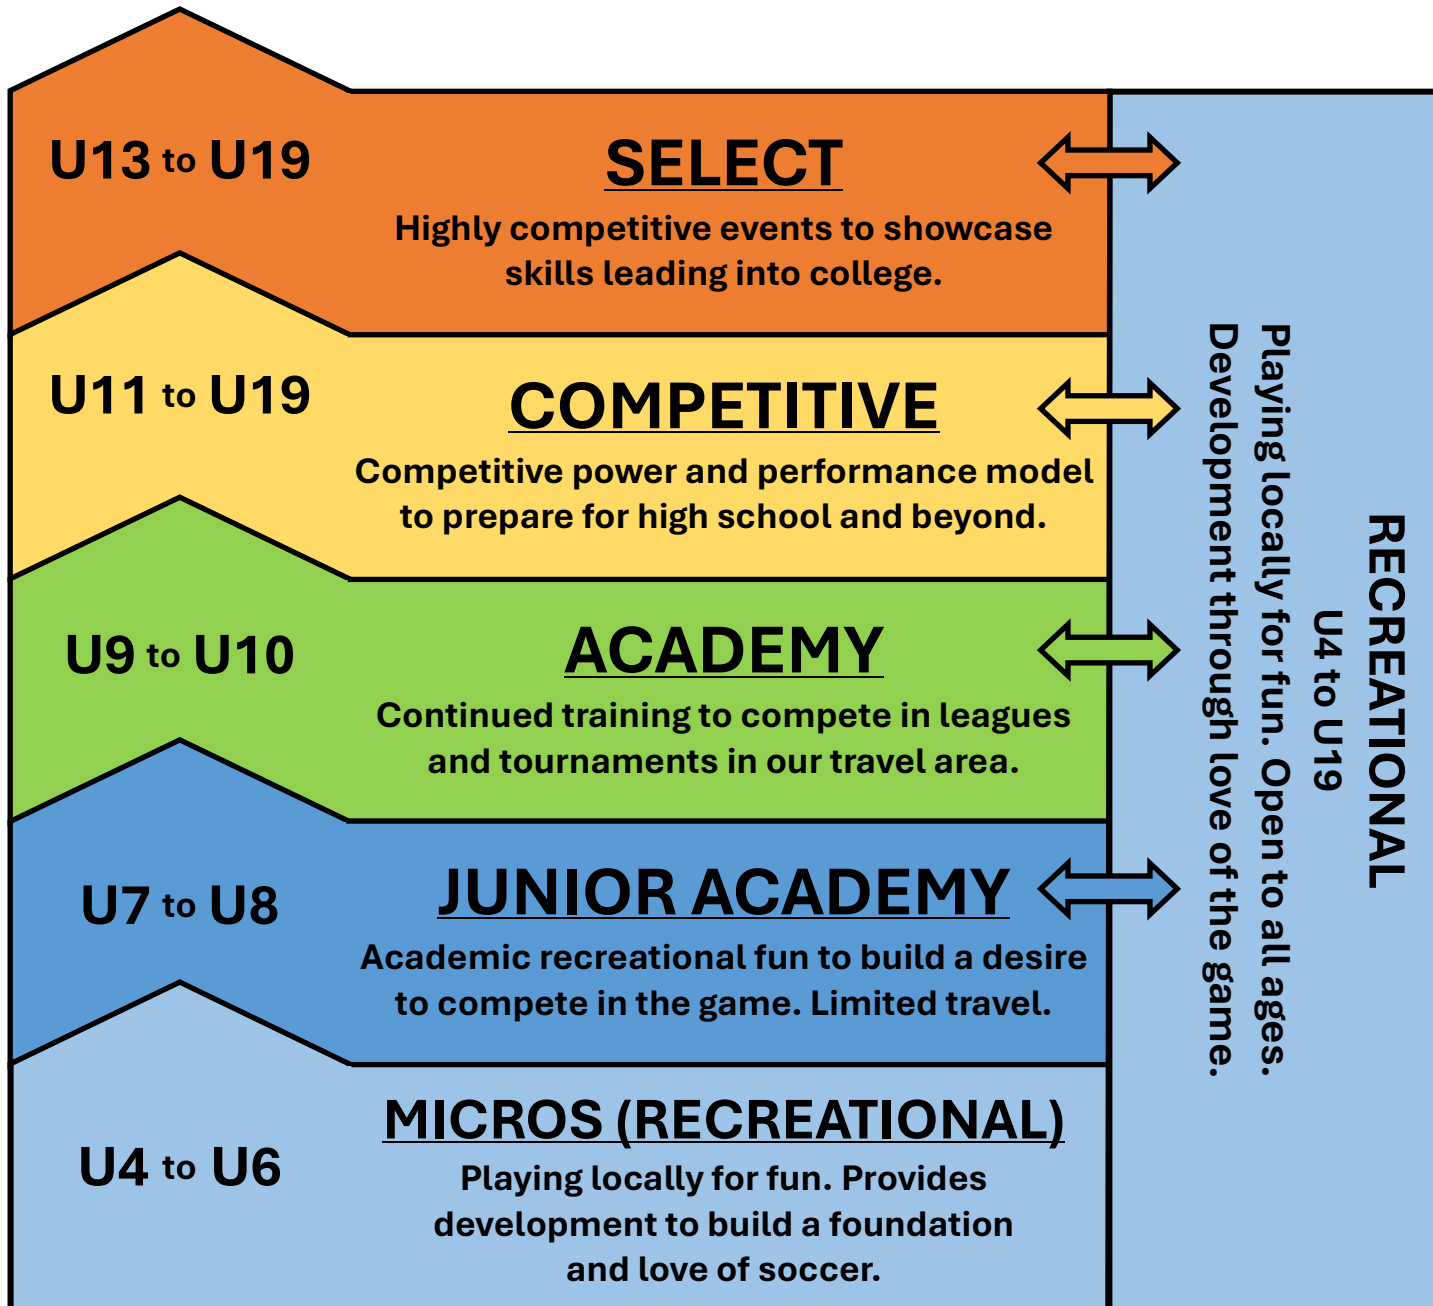 U13 to U19
SELECT
Highly competitive events to showcase
skills leading into college.
U11 to U19
COMPETITIVE
Competitive power and performance model
to prepare for high school and beyond.
U9 to U10
ACADEMY
Continued training to compete in leagues
and tournaments in our travel area.
U7 to U8
JUNIOR ACADEMY
Academic recreational fun to build a desire
to compete in the game. Limited travel.
U4 to U6
MICROS (RECREATIONAL)
Playing locally for fun. Provides
development to build a foundation
and love of soccer.
RECREATIONAL
U4 to U19
Playing locally for fun. Open to all ages.
Development through love of the game.